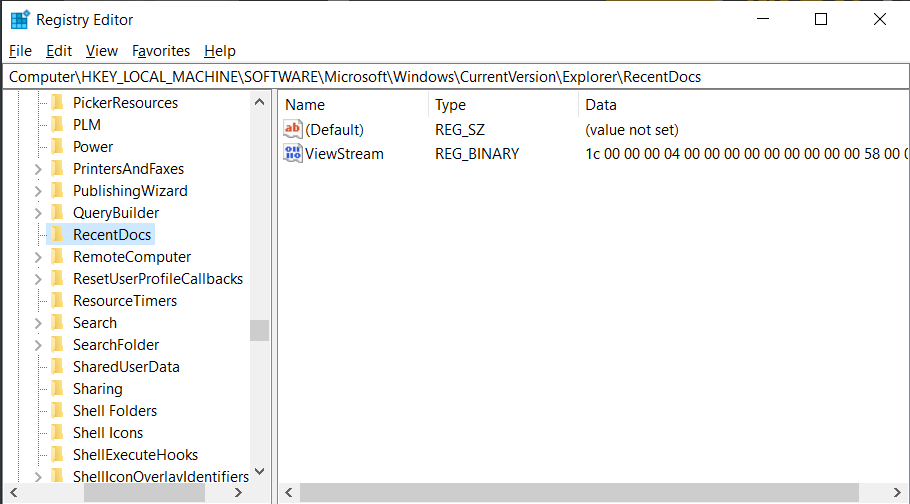 Registry Editor
File Edit View Favorites Help
Computer\HKEY_LOCAL_MACHINE\SOFTWARE\Microsoft\Windows\CurrentVersion\Explorer\RecentDocs
PickerResources
PLM
Power
PrintersAndFaxes
PublishingWizard
QueryBuilder
RecentDocs
RemoteComputer
ResetUserProfileCallbacks
ResourceTimers
Search
SearchFolder
SharedUserData
Sharing
Shell Folders
Shell Icons
ShellExecuteHooks
ShellIconOverlayIdentifiers
Name Type Data
ab (Default) REG_SZ (value not set)
ViewStream REG_BINARY 1c 00 00 00 04 00 00 00 00 00 00 00 00 00 58 00